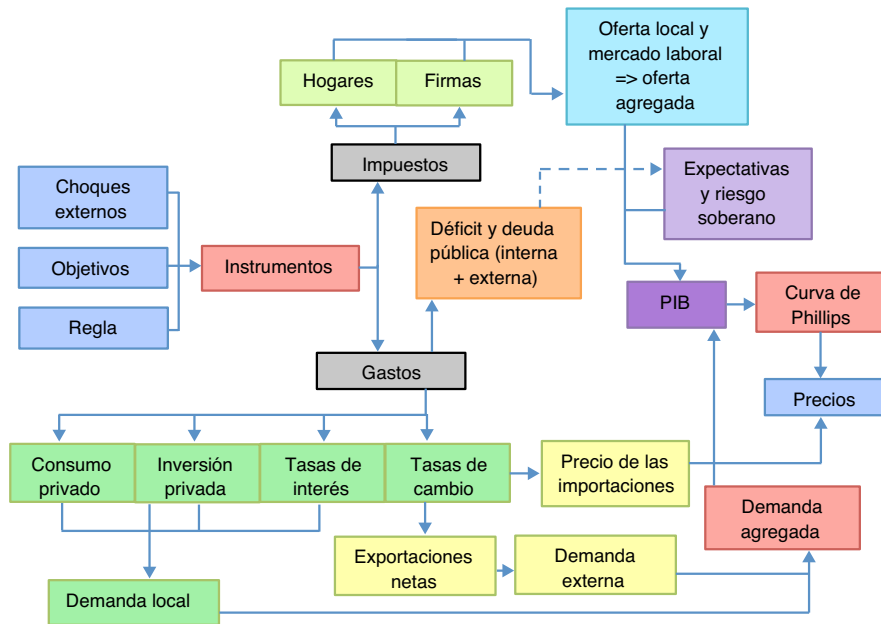 Oferta local y
mercado laboral
=> oferta
agregada
Hogares
Firmas
Impuestos
Expectativas
y riesgo
soberano
Choques
externos
Déficit y deuda
pública (interna
+ externa)
Objetivos
Instrumentos
PIB
Curva de
Phillips
Regla
Gastos
Precios
Consumo
privado
Inversión
privada
Tasas de
interés
Tasas de
cambio
Precio de las
importaciones
Demanda
agregada
Exportaciones
netas
Demanda
externa
Demanda local